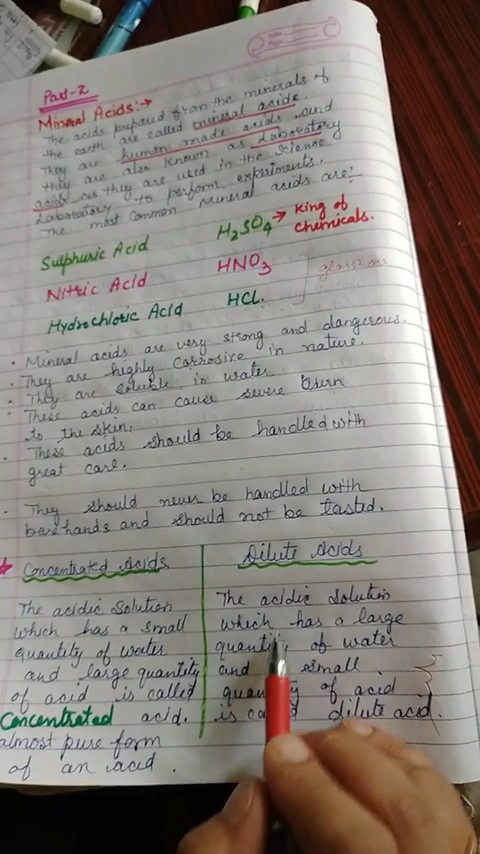 Part-2
Mineral Acids:→
The acids prepared from the minerals of
the earth are called mineral acids.
They are human made acids and
they are also known as Laboratory
acids as they are used in the science
Laboratory to perform experiments.
The most common mineral acids are:
Sulphuric Acid H₂SO₄ → King of
chemicals.
Nitric Acid HNO₃
Hydrochloric Acid HCl.
• Mineral acids are very strong and dangerous.
• They are highly corrosive in nature.
• They are soluble in water.
• These acids can cause severe burn
to the skin.
• These acids should be handled with
great care.
• They should never be handled with
bare hands and should not be tasted.
Concentrated Acids
The acidic solution
which has a small
quantity of water
and large quantity
of acid is called
Concentrated acid.
almost pure form
of an acid.
Dilute Acids
The acidic solution
which has a large
quantity of water
and small
quantity of acid
is called dilute acid.